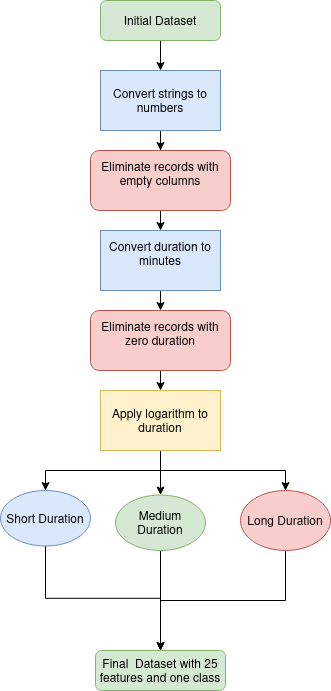 Initial Dataset
Convert strings to
numbers
Eliminate records with
empty columns
Convert duration to
minutes
Eliminate records with
zero duration
Apply logarithm to
duration
Short Duration
Medium
Duration
Long Duration
Final Dataset with 25
features and one class